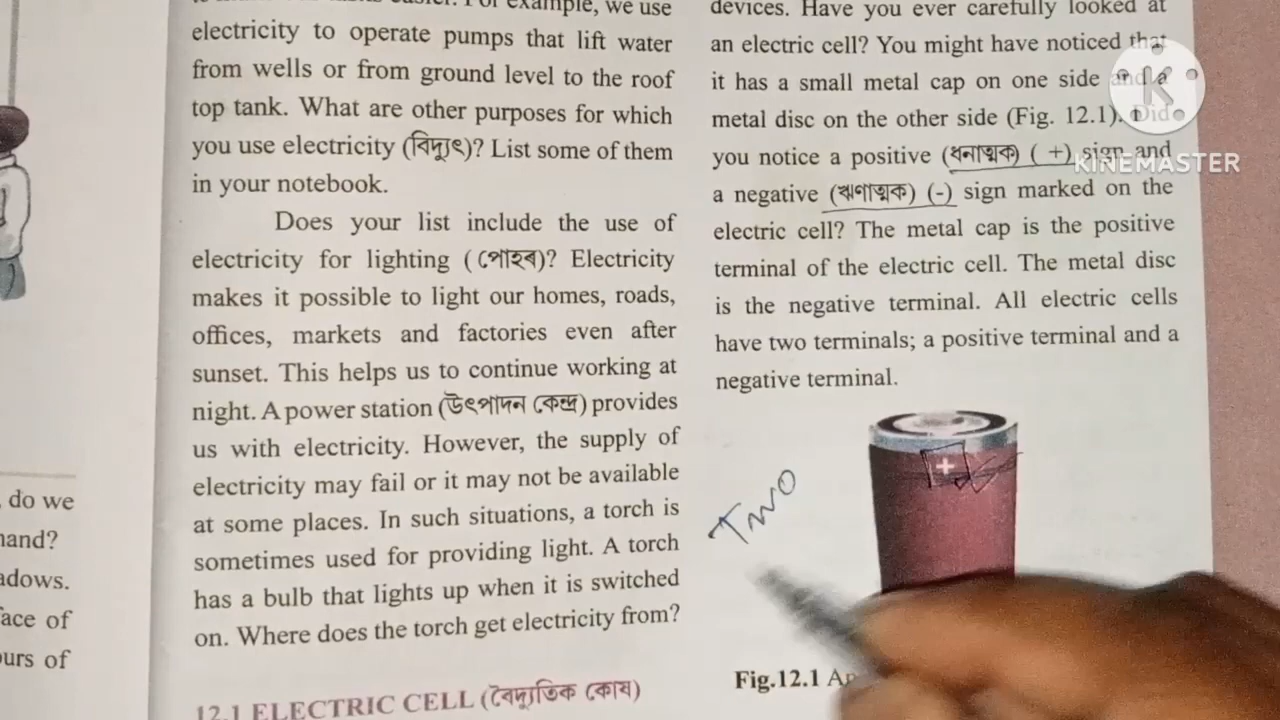 do we
hand?
adows.
face of
ours of
easier. For example, we use
electricity to operate pumps that lift water
from wells or from ground level to the roof
top tank. What are other purposes for which
you use electricity (বিদ্যুৎ)? List some of them
in your notebook.
Does your list include the use of
electricity for lighting (পোহৰ)? Electricity
makes it possible to light our homes, roads,
offices, markets and factories even after
sunset. This helps us to continue working at
night. A power station (উৎপাদন কেন্দ্ৰ) provides
us with electricity. However, the supply of
electricity may fail or it may not be available
at some places. In such situations, a torch is
sometimes used for providing light. A torch
has a bulb that lights up when it is switched
on. Where does the torch get electricity from?
12.1 ELECTRIC CELL (বৈদ্যুতিক কোষ)
devices. Have you ever carefully looked at
an electric cell? You might have noticed that
it has a small metal cap on one side and a
metal disc on the other side (Fig. 12.1). Did
you notice a positive (ধনাত্মক) (+) sign and
a negative (ঋণাত্মক) (-) sign marked on the
electric cell? The metal cap is the positive
terminal of the electric cell. The metal disc
is the negative terminal. All electric cells
have two terminals; a positive terminal and a
negative terminal.
+
Two
Fig.12.1
K
KINEMASTER